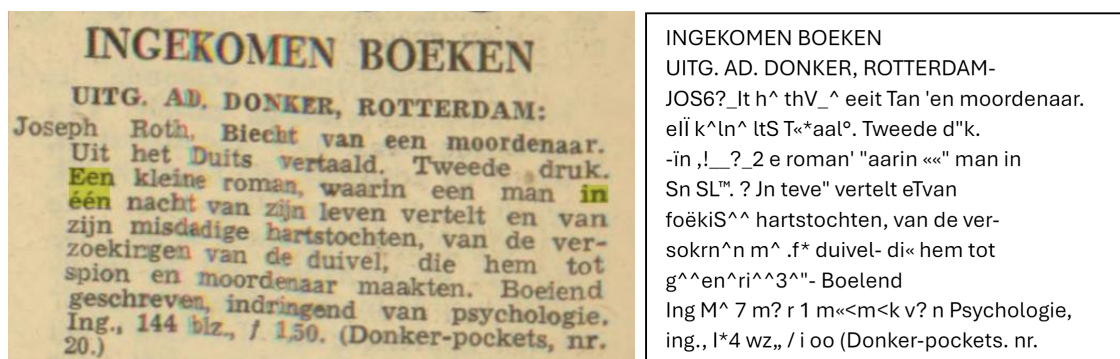 INGEKOMEN BOEKEN
UITG. AD. DONKER, ROTTERDAM:
Joseph Roth, Biecht van een moordenaar.
Uit het Duits vertaald. Tweede druk.
Een kleine roman, waarin een man in
één nacht van zijn leven vertelt en van
zijn misdadige hartstochten, van de ver-
zoekingen van de duivel, die hem tot
spion en moordenaar maakten. Boeiend
geschreven, indringend van psychologie.
Ing., 144 blz., ƒ 1,50. (Donker-pockets, nr.
20.)
INGEKOMEN BOEKEN
UITG. AD. DONKER, ROTTERDAM-
JOS6?_It h^ thV_^ eeit Tan 'en moordenaar.
eIÏ k^ln^ ltS T«*aal°. Tweede d"k.
-ïn ,!__?_2 e roman' "aarin ««" man in
Sn SL™. ? Jn teve" vertelt eTvan
foëkiS^^ hartstochten, van de ver-
sokrn^n m^ .f* duivel- di« hem tot
g^^en^ri^^3^"- Boelend
Ing M^ 7 m? r 1 m«<m<k v? n Psychologie,
ing., I*4 wz„ / i oo (Donker-pockets. nr.